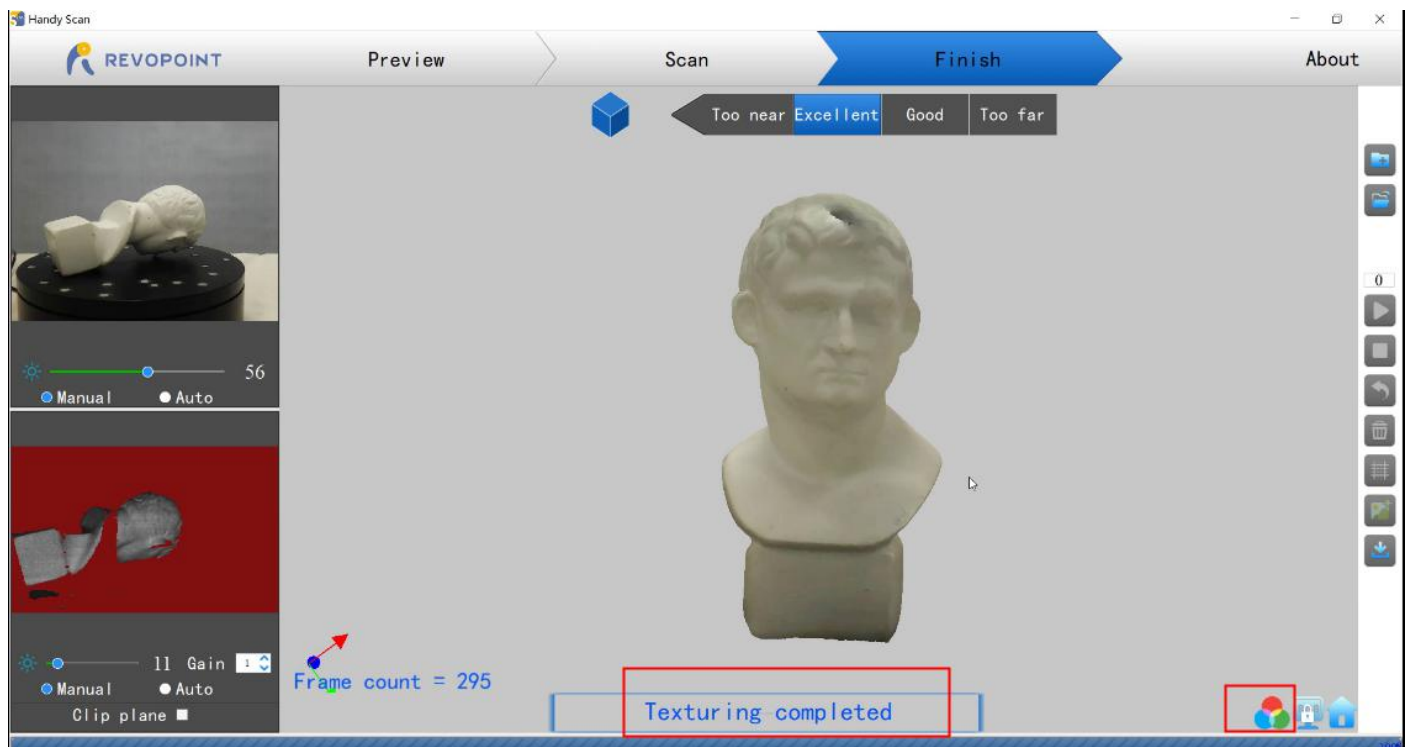 Handy Scan
REVOPOINT
Preview
Scan
Finish
About
Too near
Excellent
Good
Too far
0
56
Manual
Auto
11
Gain
1
Manual
Auto
Clip plane
Frame count = 295
Texturing completed